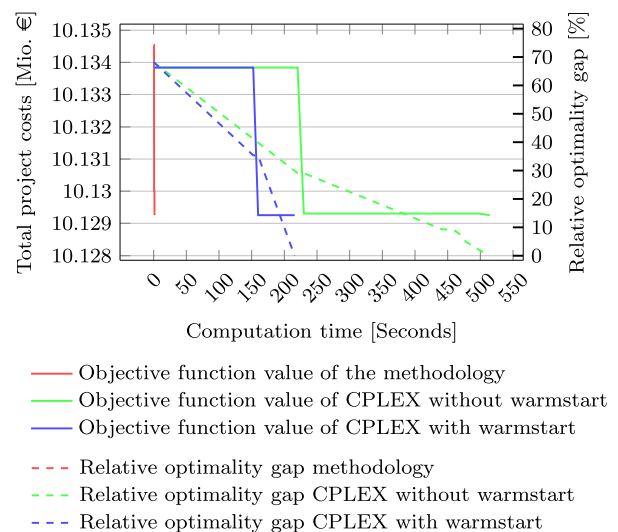 Total project costs [Mio. €]
10.135
10.134
10.133
10.132
10.131
10.13
10.129
10.128
80
70
60
50
40
30
20
10
0
Relative optimality gap [%]
0 50 100 150 200 250 300 350 400 450 500 550
Computation time [Seconds]
Objective function value of the methodology
Objective function value of CPLEX without warmstart
Objective function value of CPLEX with warmstart
Relative optimality gap methodology
Relative optimality gap CPLEX without warmstart
Relative optimality gap CPLEX with warmstart